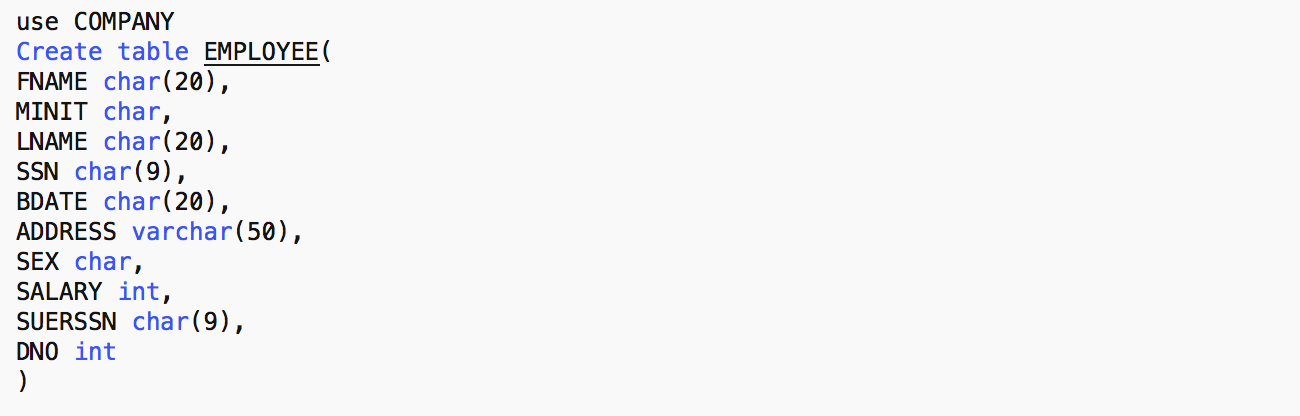 use COMPANY
Create table EMPLOYEE(
FNAME char(20),
MINIT char,
LNAME char(20),
SSN char(9),
BDATE char(20),
ADDRESS varchar(50),
SEX char,
SALARY int,
SUERSSN char(9),
DNO int
)